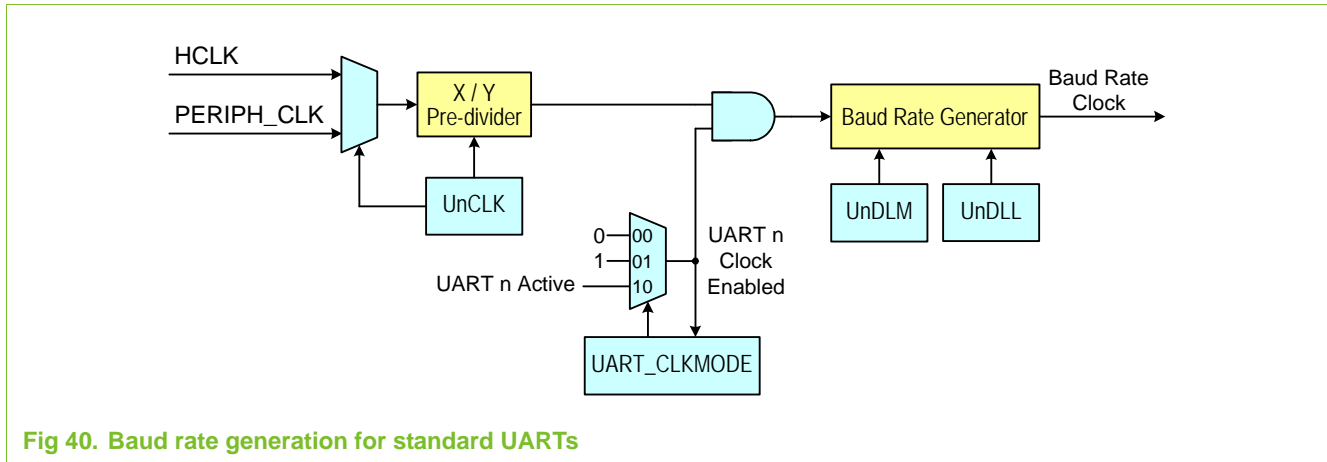 HCLK
PERIPH_CLK
X / Y
Pre-divider
UnCLK
Baud Rate Generator
Baud Rate
Clock
UnDLM
UnDLL
0
00
1
01
UART n Active
10
UART n
Clock
Enabled
UART_CLKMODE
Fig 40. Baud rate generation for standard UARTs